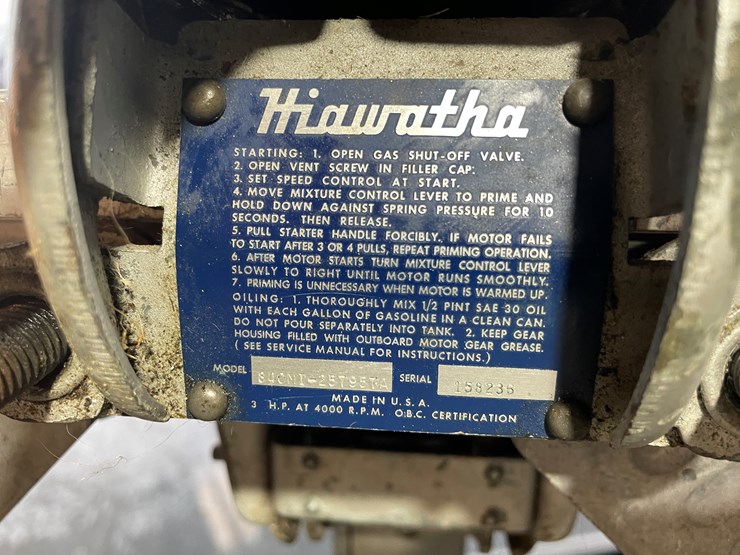 Hiawatha
STARTING: 1. OPEN GAS SHUT-OFF VALVE.
2. OPEN VENT SCREW IN FILLER CAP.
3. SET SPEED CONTROL AT START.
4. MOVE MIXTURE CONTROL LEVER TO PRIME AND
HOLD DOWN AGAINST SPRING PRESSURE FOR 10
SECONDS. THEN RELEASE.
5. PULL STARTER HANDLE FORCIBLY. IF MOTOR FAILS
TO START AFTER 3 OR 4 PULLS, REPEAT PRIMING OPERATION.
6. AFTER MOTOR STARTS TURN MIXTURE CONTROL LEVER
SLOWLY TO RIGHT UNTIL MOTOR RUNS SMOOTHLY.
7. PRIMING IS UNNECESSARY WHEN MOTOR IS WARMED UP.
OILING: 1. THOROUGHLY MIX 1/2 PINT SAE 30 OIL
WITH EACH GALLON OF GASOLINE IN A CLEAN CAN.
DO NOT POUR SEPARATELY INTO TANK. 2. KEEP GEAR
HOUSING FILLED WITH OUTBOARD MOTOR GEAR GREASE.
(SEE SERVICE MANUAL FOR INSTRUCTIONS.)
MODEL SERIAL 158236
MADE IN U.S.A.
3 H.P. AT 4000 R.P.M. O.B.C. CERTIFICATION